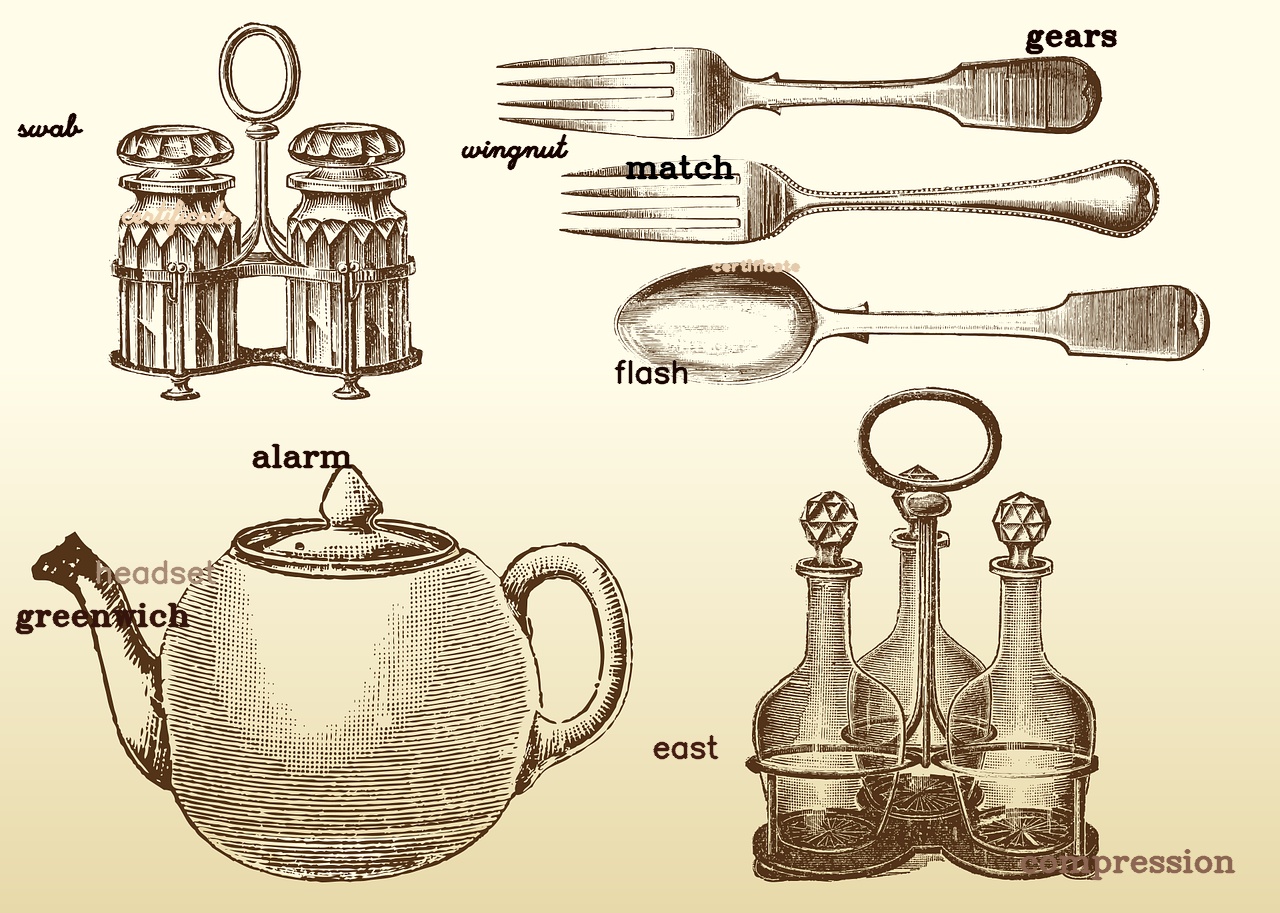 gears
swab
wingnut
match
certificate
certificate
flash
alarm
headset
greenwich
east
compression